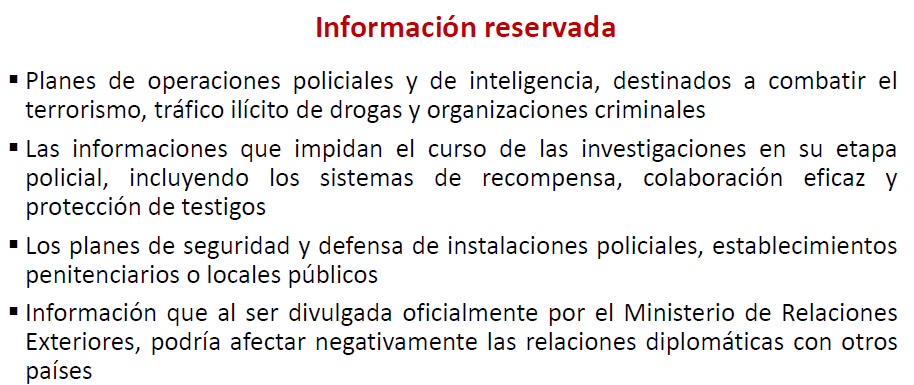 Información reservada
▪ Planes de operaciones policiales y de inteligencia, destinados a combatir el
terrorismo, tráfico ilícito de drogas y organizaciones criminales
▪ Las informaciones que impidan el curso de las investigaciones en su etapa
policial, incluyendo los sistemas de recompensa, colaboración eficaz y
protección de testigos
▪ Los planes de seguridad y defensa de instalaciones policiales, establecimientos
penitenciarios o locales públicos
▪ Información que al ser divulgada oficialmente por el Ministerio de Relaciones
Exteriores, podría afectar negativamente las relaciones diplomáticas con otros
países